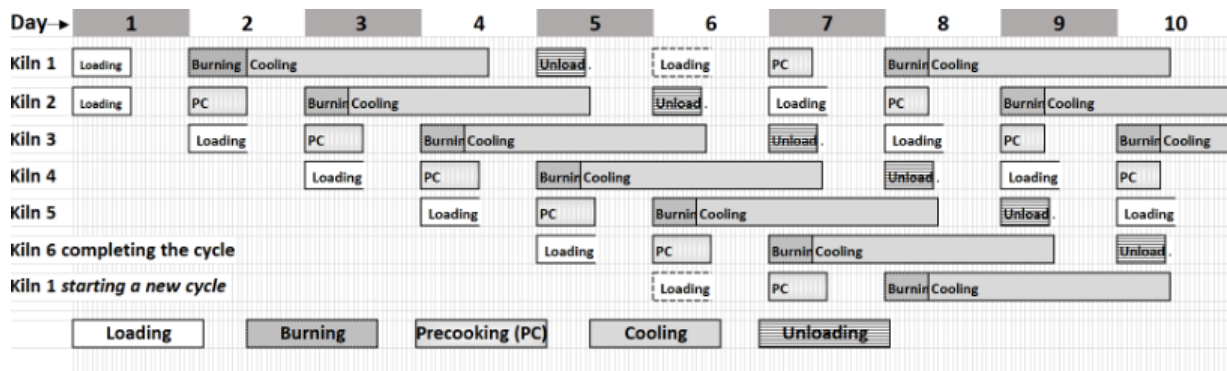 Day 1 2 3 4 5 6 7 8 9 10
Kiln 1 Loading Burning Cooling Unload . Loading PC Burnin Cooling
Kiln 2 Loading PC Burnin Cooling Unload . Loading PC Burnin Cooling
Kiln 3 Loading PC Burnin Cooling Unload . Loading PC Burnin Cooling
Kiln 4 Loading PC Burnin Cooling Unload . Loading PC
Kiln 5 Loading PC Burnin Cooling Unload . Loading
Kiln 6 completing the cycle Loading PC Burnin Cooling Unload .
Kiln 1 starting a new cycle Loading PC Burnin Cooling
Loading Burning Precooking (PC) Cooling Unloading